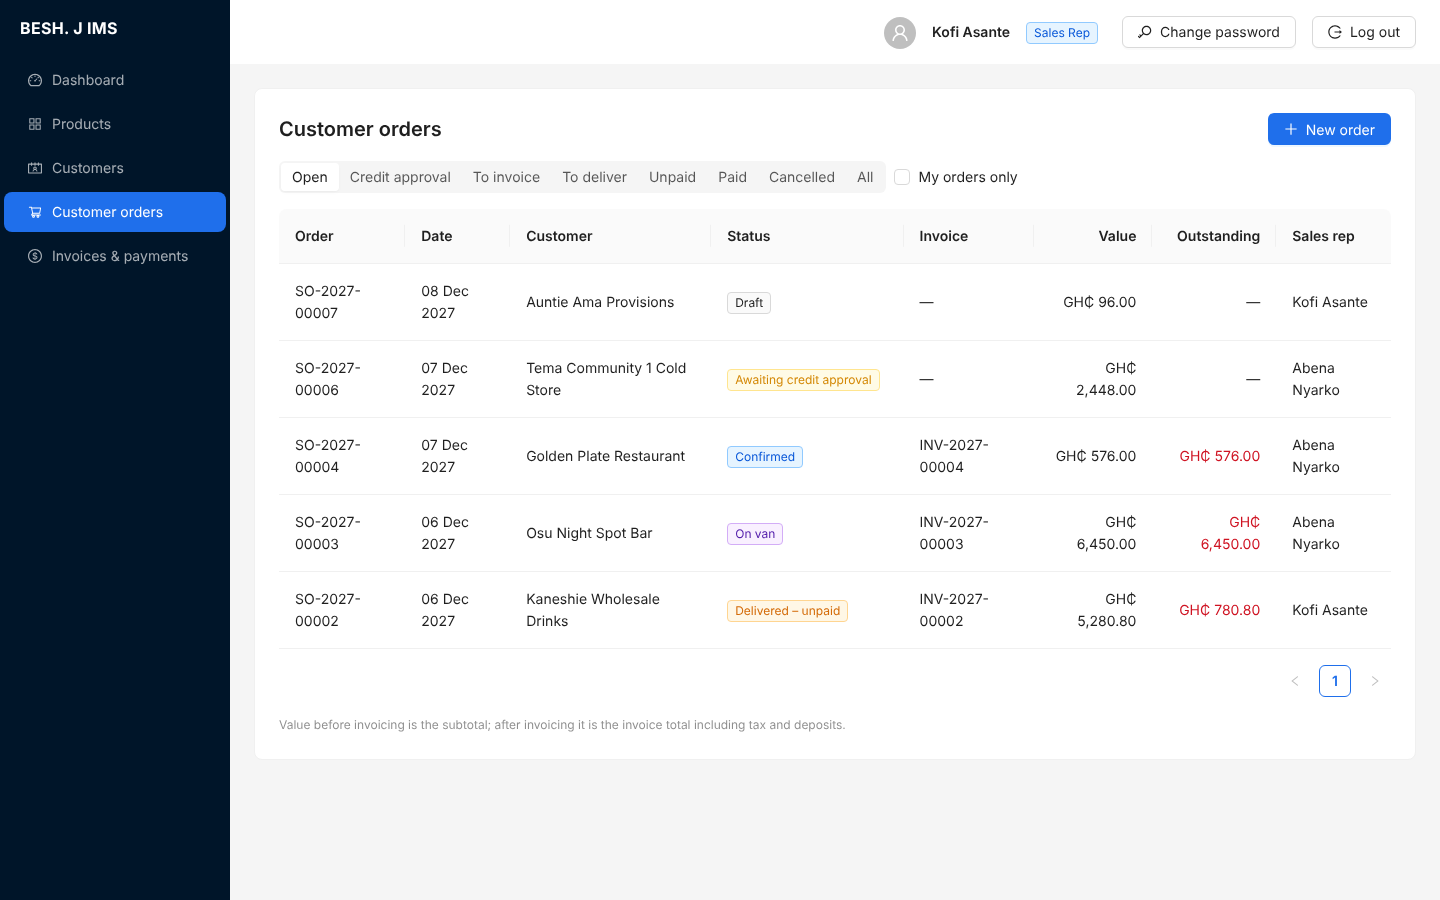 BESH. J IMS
Kofi Asante
Sales Rep
Change password
Log out
Dashboard
Products
Customers
Customer orders
Invoices & payments
Customer orders
New order
Open
Credit approval
To invoice
To deliver
Unpaid
Paid
Cancelled
All
My orders only
Order
Date
Customer
Status
Invoice
Value
Outstanding
Sales rep
SO-2027-
00007
08 Dec
2027
Auntie Ama Provisions
Draft
—
GH₵ 96.00
—
Kofi Asante
SO-2027-
00006
07 Dec
2027
Tema Community 1 Cold
Store
Awaiting credit approval
—
GH₵
2,448.00
—
Abena
Nyarko
SO-2027-
00004
07 Dec
2027
Golden Plate Restaurant
Confirmed
INV-2027-
00004
GH₵ 576.00
GH₵ 576.00
Abena
Nyarko
SO-2027-
00003
06 Dec
2027
Osu Night Spot Bar
On van
INV-2027-
00003
GH₵
6,450.00
GH₵
6,450.00
Abena
Nyarko
SO-2027-
00002
06 Dec
2027
Kaneshie Wholesale
Drinks
Delivered – unpaid
INV-2027-
00002
GH₵
5,280.80
GH₵ 780.80
Kofi Asante
1
Value before invoicing is the subtotal; after invoicing it is the invoice total including tax and deposits.